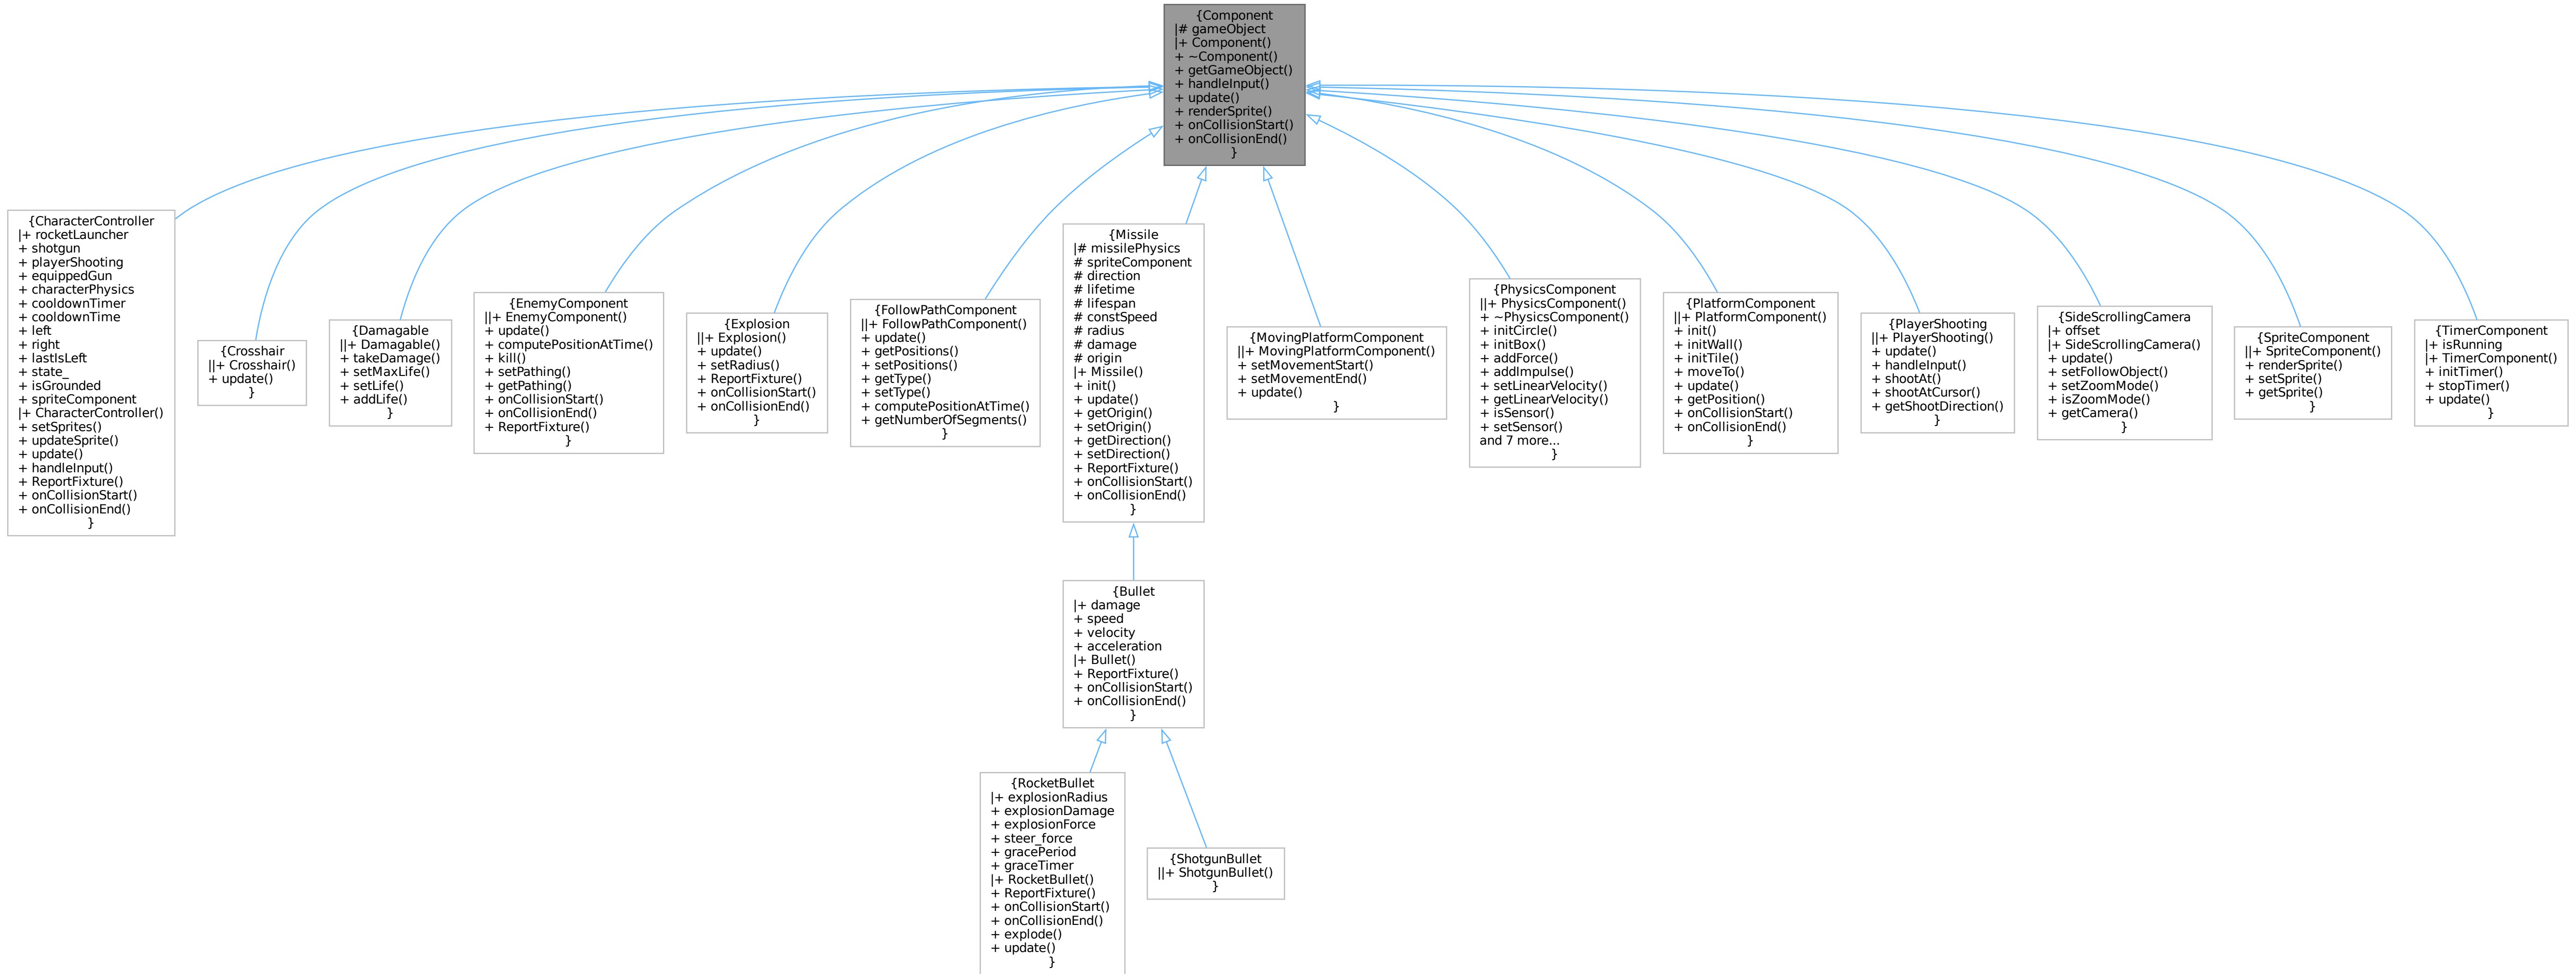 {Component
|# gameObject
|+ Component()
+ ~Component()
+ getGameObject()
+ handleInput()
+ update()
+ renderSprite()
+ onCollisionStart()
+ onCollisionEnd()
}
{CharacterController
|+ rocketLauncher
+ shotgun
+ playerShooting
+ equippedGun
+ characterPhysics
+ cooldownTimer
+ cooldownTime
+ left
+ right
+ lastIsLeft
+ state_
+ isGrounded
+ spriteComponent
|+ CharacterController()
+ setSprites()
+ updateSprite()
+ update()
+ handleInput()
+ ReportFixture()
+ onCollisionStart()
+ onCollisionEnd()
}
{Crosshair
||+ Crosshair()
+ update()
}
{Damagable
||+ Damagable()
+ takeDamage()
+ setMaxLife()
+ setLife()
+ addLife()
}
{EnemyComponent
||+ EnemyComponent()
+ update()
+ computePositionAtTime()
+ kill()
+ setPathing()
+ getPathing()
+ onCollisionStart()
+ onCollisionEnd()
+ ReportFixture()
}
{Explosion
||+ Explosion()
+ update()
+ setRadius()
+ ReportFixture()
+ onCollisionStart()
+ onCollisionEnd()
}
{FollowPathComponent
||+ FollowPathComponent()
+ update()
+ getPositions()
+ setPositions()
+ getType()
+ setType()
+ computePositionAtTime()
+ getNumberOfSegments()
}
{Missile
|# missilePhysics
# spriteComponent
# direction
# lifetime
# lifespan
# constSpeed
# radius
# damage
# origin
|+ Missile()
+ init()
+ update()
+ getOrigin()
+ setOrigin()
+ getDirection()
+ setDirection()
+ ReportFixture()
+ onCollisionStart()
+ onCollisionEnd()
}
{MovingPlatformComponent
||+ MovingPlatformComponent()
+ setMovementStart()
+ setMovementEnd()
+ update()
}
{PhysicsComponent
||+ PhysicsComponent()
+ ~PhysicsComponent()
+ initCircle()
+ initBox()
+ addForce()
+ addImpulse()
+ setLinearVelocity()
+ getLinearVelocity()
+ isSensor()
+ setSensor()
and 7 more...
}
{PlatformComponent
||+ PlatformComponent()
+ init()
+ initWall()
+ initTile()
+ moveTo()
+ update()
+ getPosition()
+ onCollisionStart()
+ onCollisionEnd()
}
{PlayerShooting
||+ PlayerShooting()
+ update()
+ handleInput()
+ shootAt()
+ shootAtCursor()
+ getShootDirection()
}
{SideScrollingCamera
|+ offset
|+ SideScrollingCamera()
+ update()
+ setFollowObject()
+ setZoomMode()
+ isZoomMode()
+ getCamera()
}
{SpriteComponent
||+ SpriteComponent()
+ renderSprite()
+ setSprite()
+ getSprite()
}
{TimerComponent
|+ isRunning
|+ TimerComponent()
+ initTimer()
+ stopTimer()
+ update()
}
{Bullet
|+ damage
+ speed
+ velocity
+ acceleration
|+ Bullet()
+ ReportFixture()
+ onCollisionStart()
+ onCollisionEnd()
}
{RocketBullet
|+ explosionRadius
+ explosionDamage
+ explosionForce
+ steer_force
+ gracePeriod
+ graceTimer
|+ RocketBullet()
+ ReportFixture()
+ onCollisionStart()
+ onCollisionEnd()
+ explode()
+ update()
}
{ShotgunBullet
||+ ShotgunBullet()
}